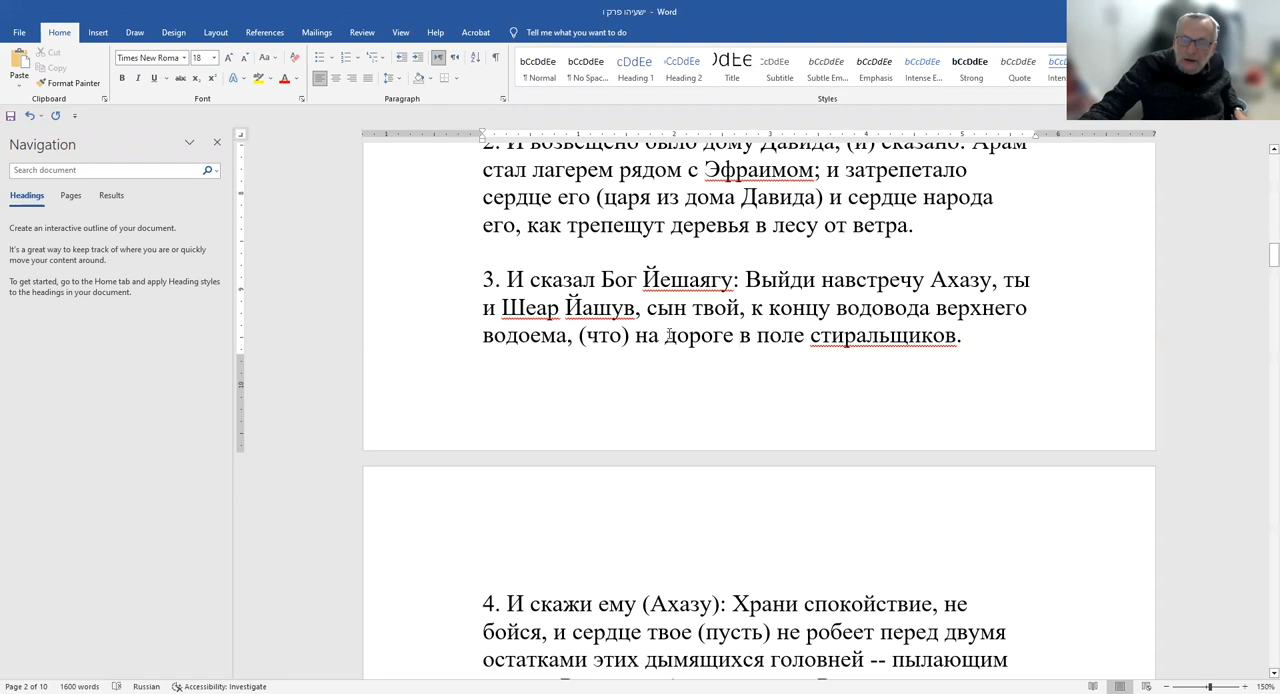 ישעיהו פרק ו - Word
File Home Insert Draw Design Layout References Mailings Review View Help Acrobat Tell me what you want to do
Paste Cut Copy Format Painter
Times New Roma 18
AaBbCcDd
¶ Normal ¶ No Spac... Heading 1 Heading 2 Title Subtitle Subtle Em... Emphasis Intense E... Strong Quote Inten
Clipboard Font Paragraph Styles
Navigation
Search document
Headings Pages Results
Create an interactive outline of your document.
It's a great way to keep track of where you are or quickly
move your content around.
To get started, go to the Home tab and apply Heading styles
to the headings in your document.
2. И возвещено было дому Давида, (и) сказано: Арам
стал лагерем рядом с Эфраимом; и затрепетало
сердце его (царя из дома Давида) и сердце народа
его, как трепещут деревья в лесу от ветра.
3. И сказал Бог Йешаягу: Выйди навстречу Ахазу, ты
и Шеар Йашув, сын твой, к концу водовода верхнего
водоема, (что) на дороге в поле стиральщиков.
4. И скажи ему (Ахазу): Храни спокойствие, не
бойся, и сердце твое (пусть) не робеет перед двумя
остатками этих дымящихся головней -- пылающим
Page 2 of 10 1600 words Russian Accessibility: Investigate 150%